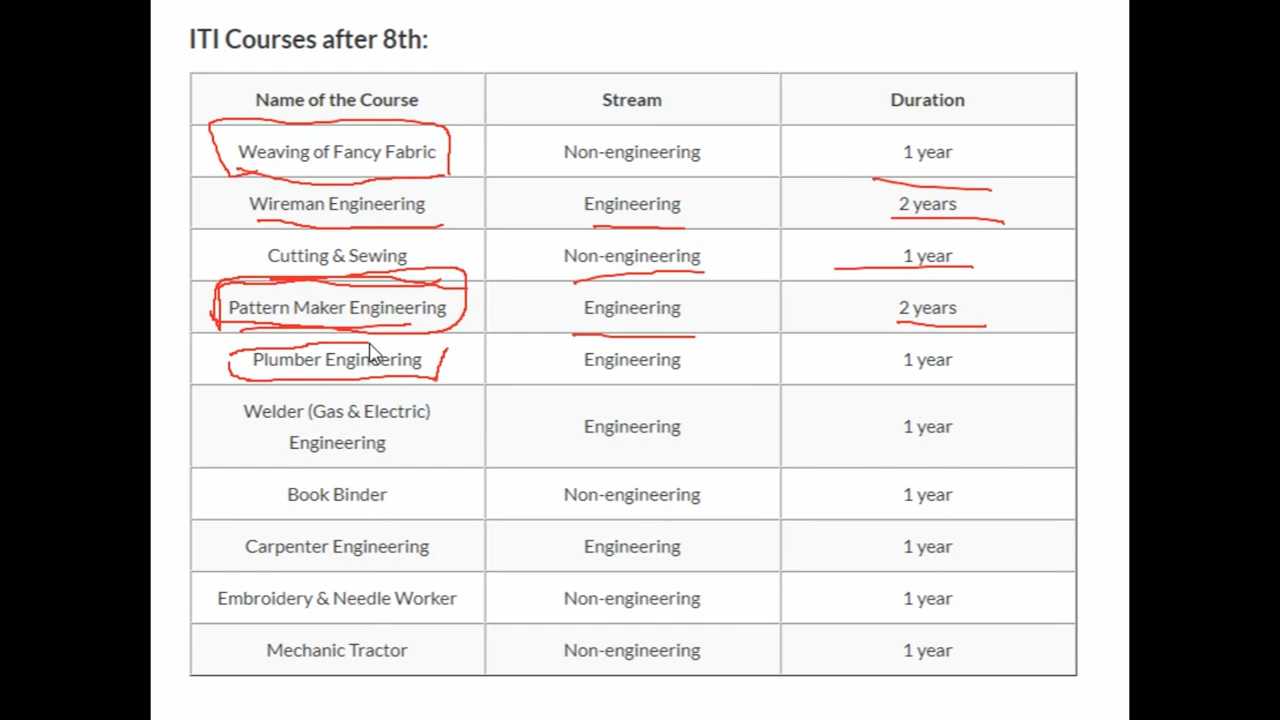 ITI Courses after 8th:
Name of the Course Stream Duration
Weaving of Fancy Fabric Non-engineering 1 year
Wireman Engineering Engineering 2 years
Cutting & Sewing Non-engineering 1 year
Pattern Maker Engineering Engineering 2 years
Plumber Engineering Engineering 1 year
Welder (Gas & Electric)
Engineering Engineering 1 year
Book Binder Non-engineering 1 year
Carpenter Engineering Engineering 1 year
Embroidery & Needle Worker Non-engineering 1 year
Mechanic Tractor Non-engineering 1 year